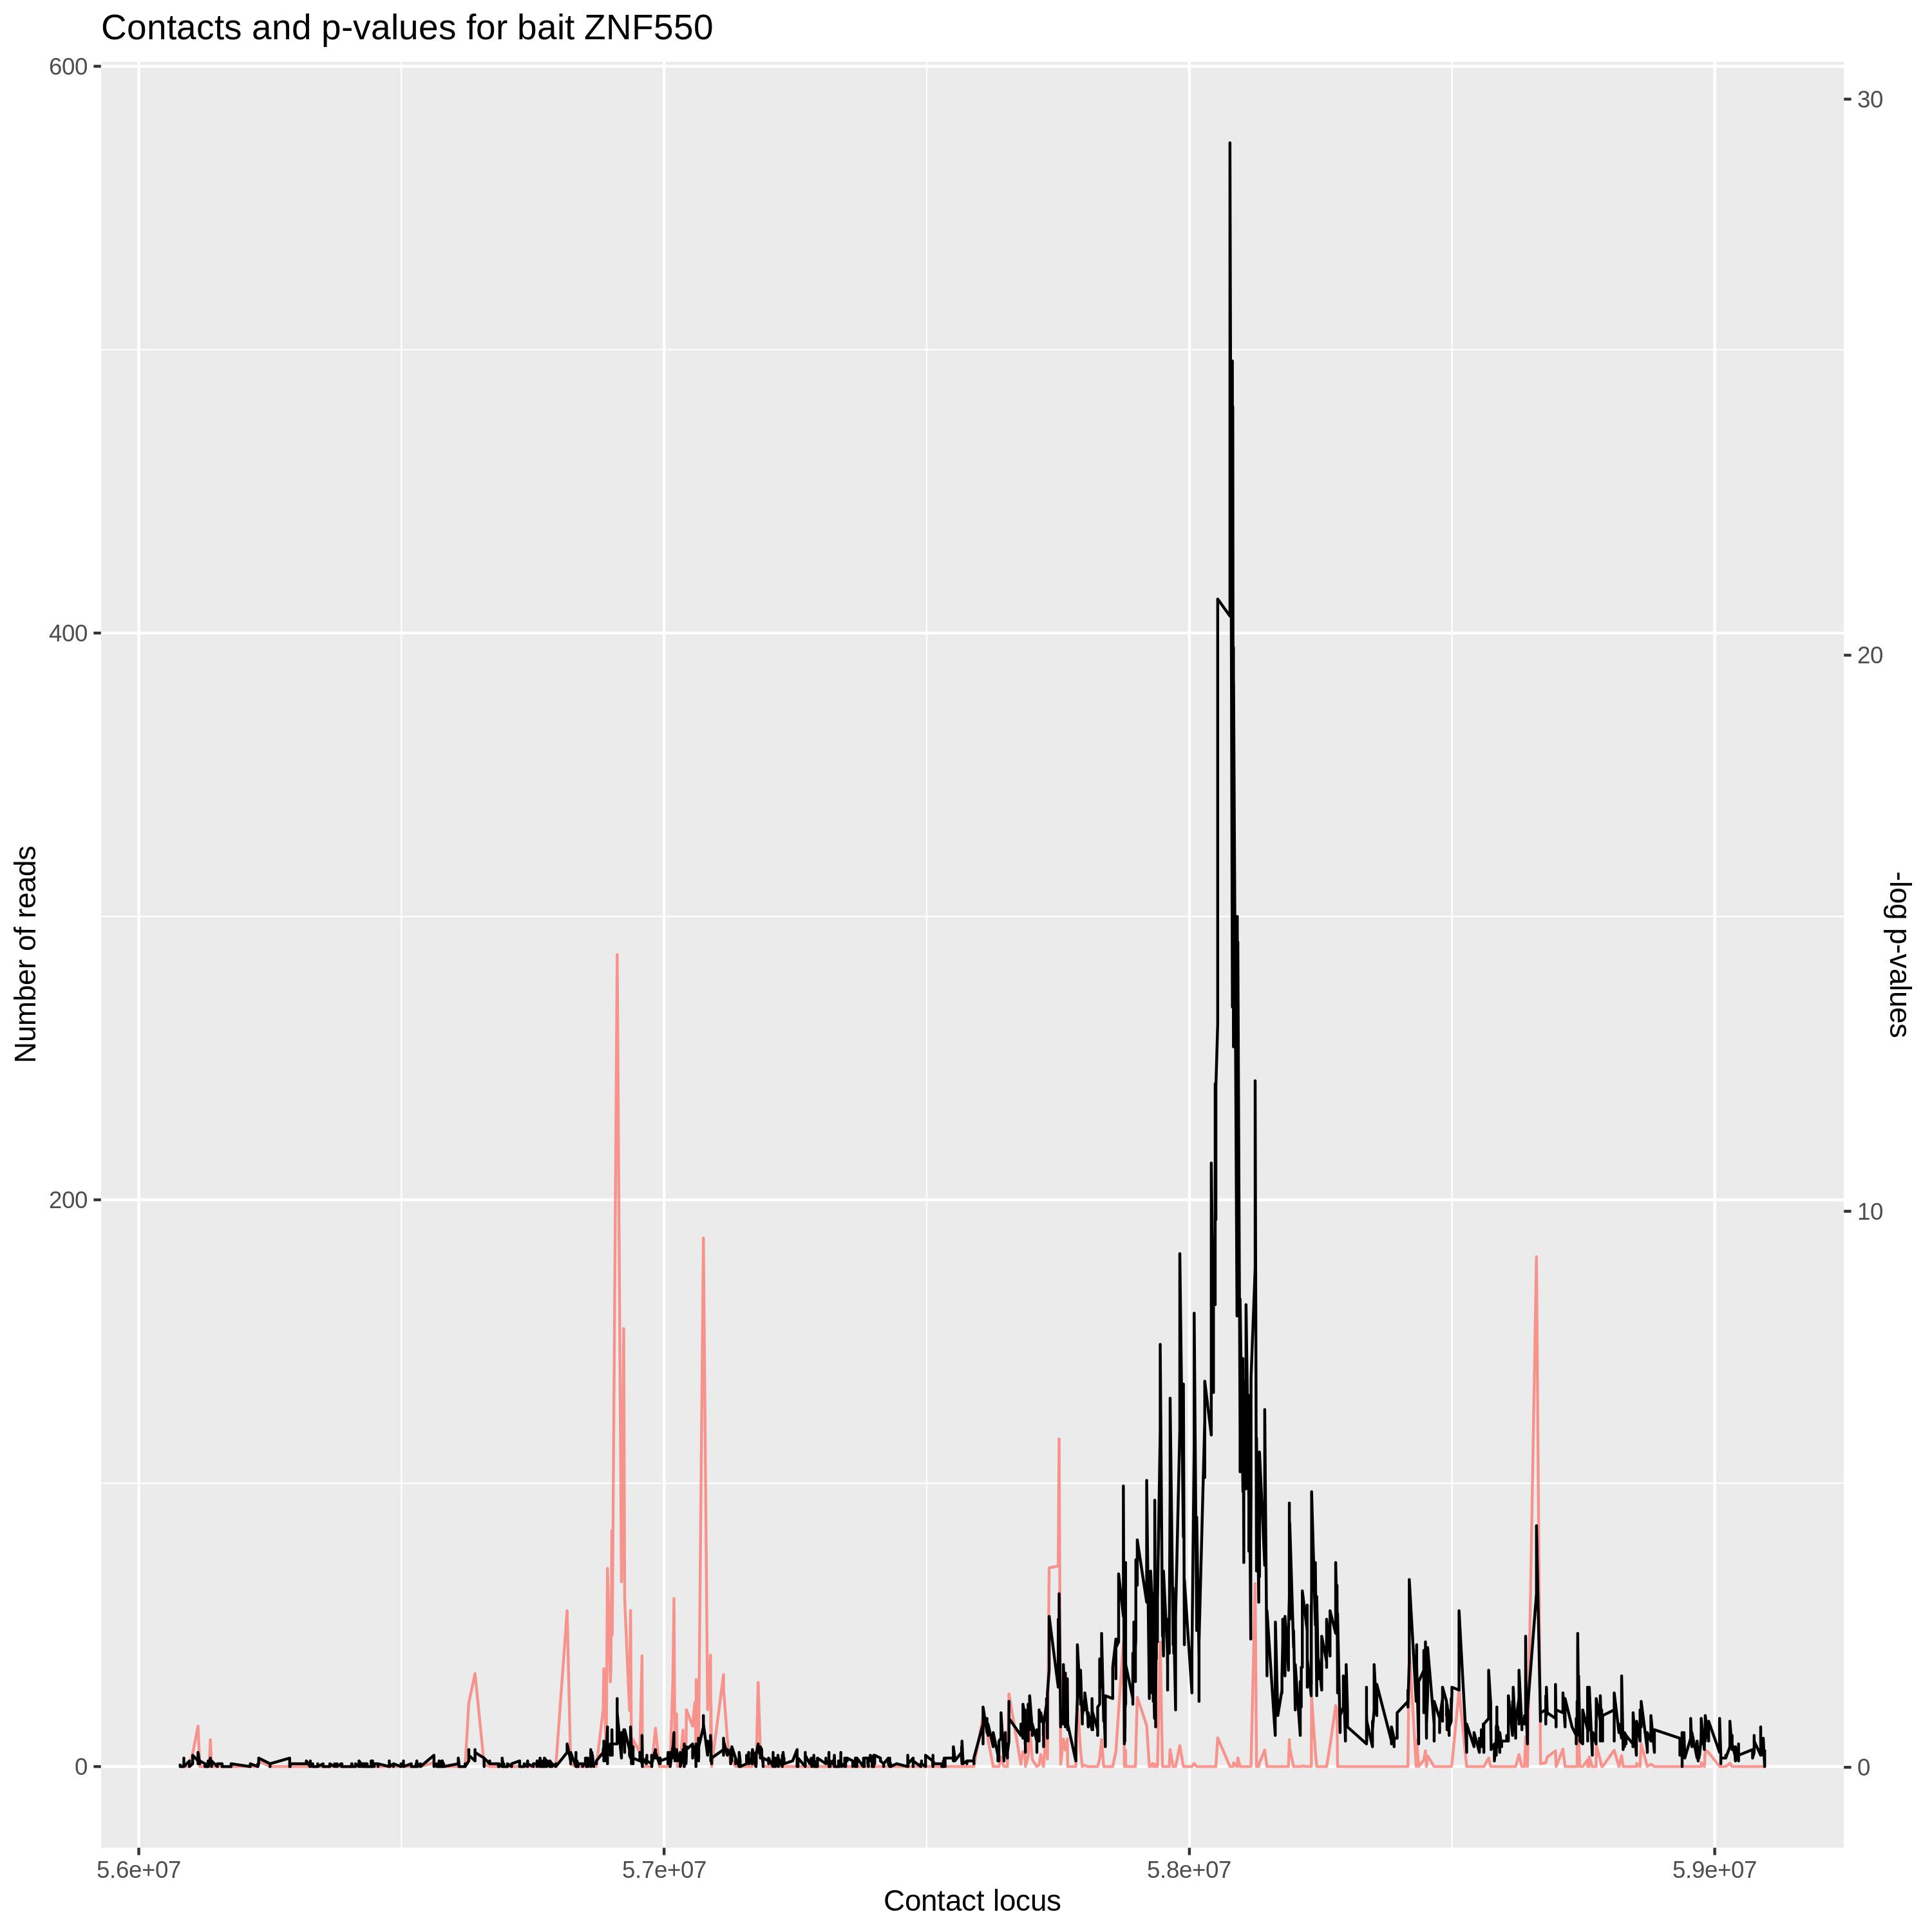 Contacts and p-values for bait ZNF550
600
400
200
0
30
20
10
0
Number of reads
-log p-values
5.6e+07 5.7e+07 5.8e+07 5.9e+07
Contact locus